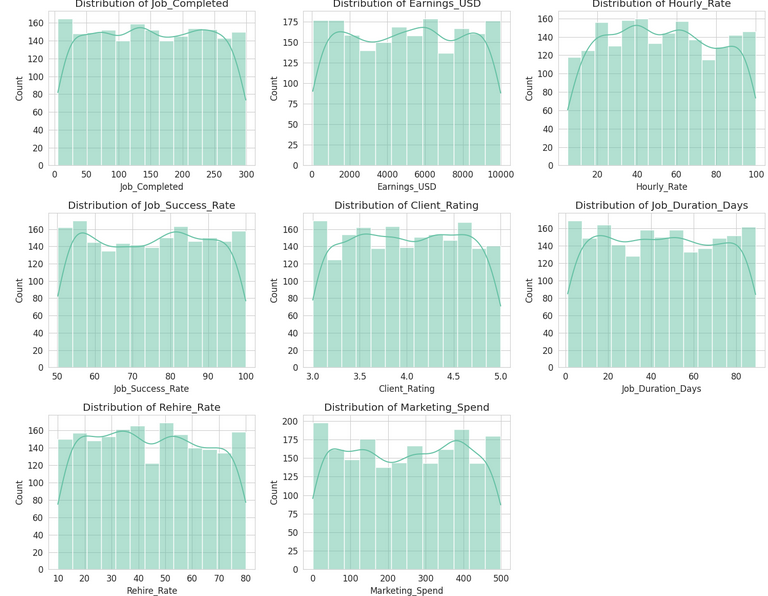 Distribution of Job_Completed
160
140
120
100
80
60
40
20
0
Count
0 50 100 150 200 250 300
Job_Completed
Distribution of Earnings_USD
175
150
125
100
75
50
25
0
Count
0 2000 4000 6000 8000 10000
Earnings_USD
Distribution of Hourly_Rate
160
140
120
100
80
60
40
20
0
Count
20 40 60 80 100
Hourly_Rate
Distribution of Job_Success_Rate
160
140
120
100
80
60
40
20
0
Count
50 60 70 80 90 100
Job_Success_Rate
Distribution of Client_Rating
160
140
120
100
80
60
40
20
0
Count
3.0 3.5 4.0 4.5 5.0
Client_Rating
Distribution of Job_Duration_Days
160
140
120
100
80
60
40
20
0
Count
0 20 40 60 80
Job_Duration_Days
Distribution of Rehire_Rate
160
140
120
100
80
60
40
20
0
Count
10 20 30 40 50 60 70 80
Rehire_Rate
Distribution of Marketing_Spend
200
175
150
125
100
75
50
25
0
Count
0 100 200 300 400 500
Marketing_Spend